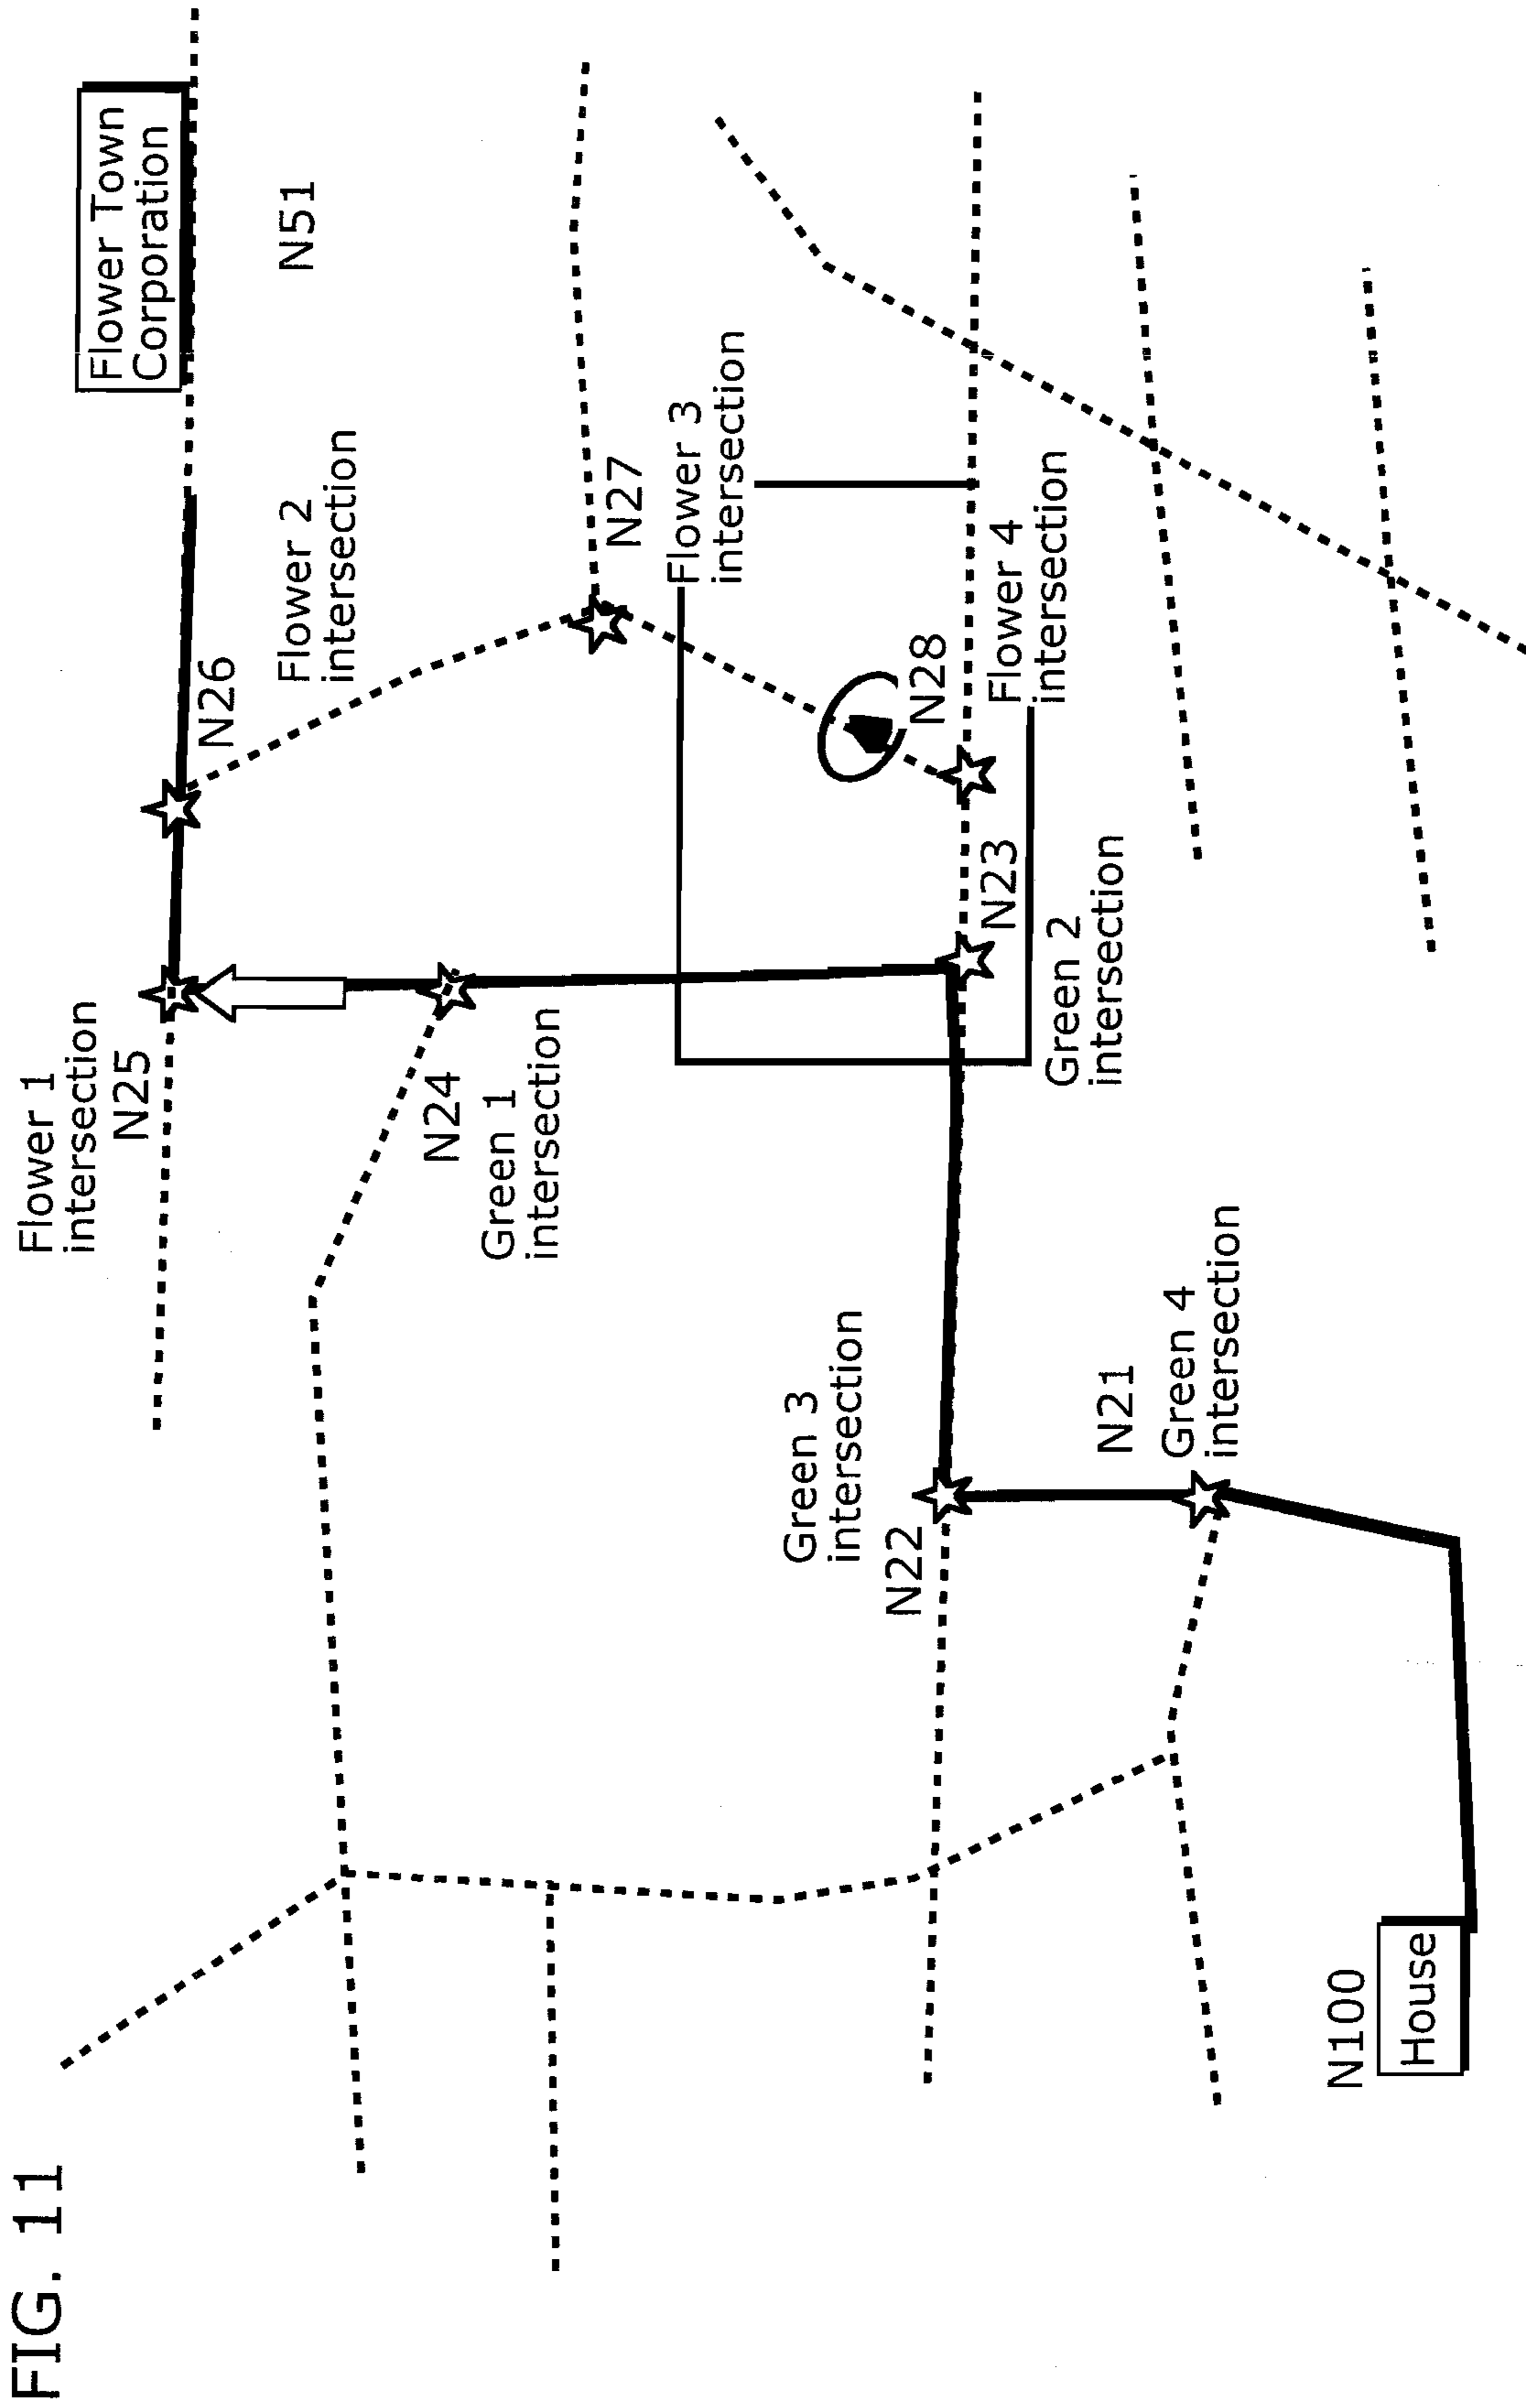 FIG. 11
Flower 1
intersection
N25
Flower Town
Corporation
N26
Flower 2
intersection
N51
N24
Green 1
intersection
N27
Flower 3
intersection
Green 3
intersection
N22
N28
N23
Flower 4
intersection
Green 2
intersection
N21
Green 4
intersection
N100
House